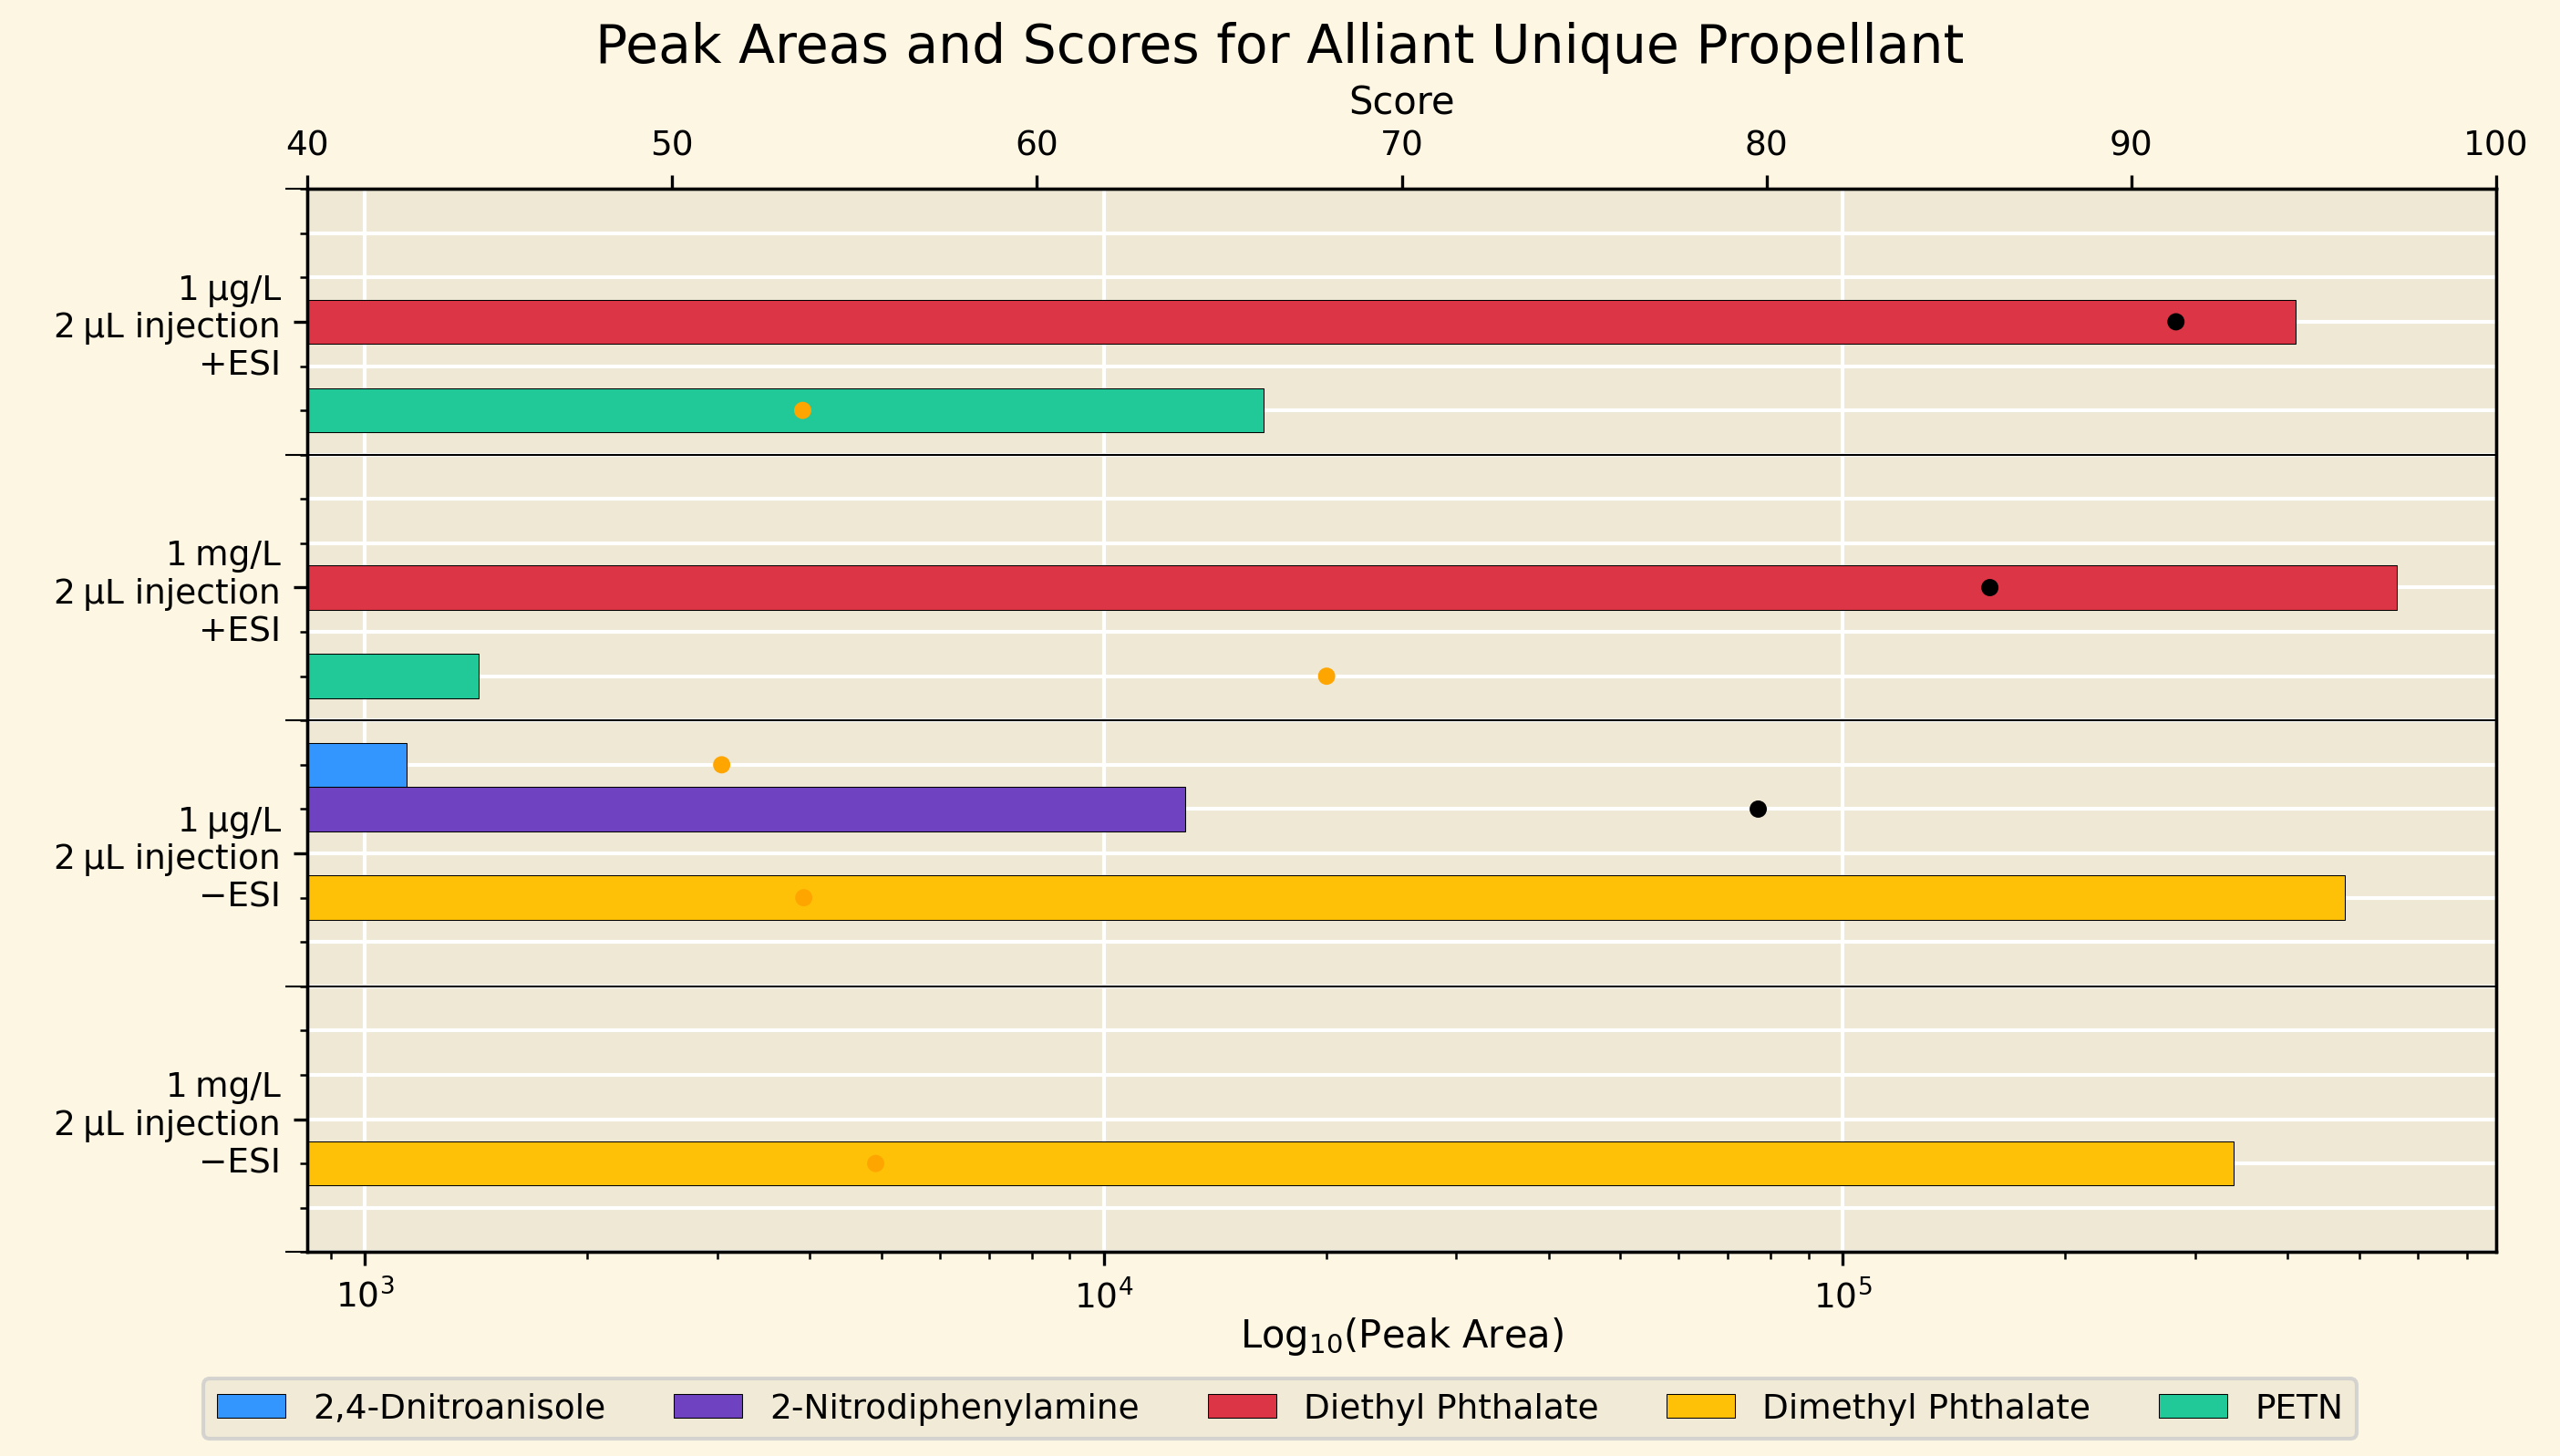 Peak Areas and Scores for Alliant Unique Propellant
Score
40 50 60 70 80 90 100
1 µg/L
2 µL injection
+ESI
1 mg/L
2 µL injection
+ESI
1 µg/L
2 µL injection
−ESI
1 mg/L
2 µL injection
−ESI
10³ 10⁴ 10⁵
Log₁₀(Peak Area)
2,4-Dnitroanisole 2-Nitrodiphenylamine Diethyl Phthalate Dimethyl Phthalate PETN